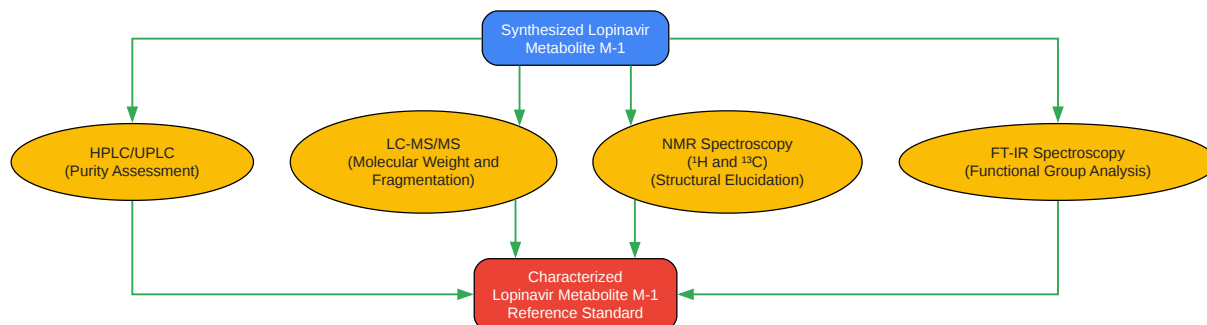 Synthesized Lopinavir
Metabolite M-1
HPLC/UPLC
(Purity Assessment)
LC-MS/MS
(Molecular Weight and
Fragmentation)
NMR Spectroscopy
(¹H and ¹³C)
(Structural Elucidation)
FT-IR Spectroscopy
(Functional Group Analysis)
Characterized
Lopinavir Metabolite M-1
Reference Standard